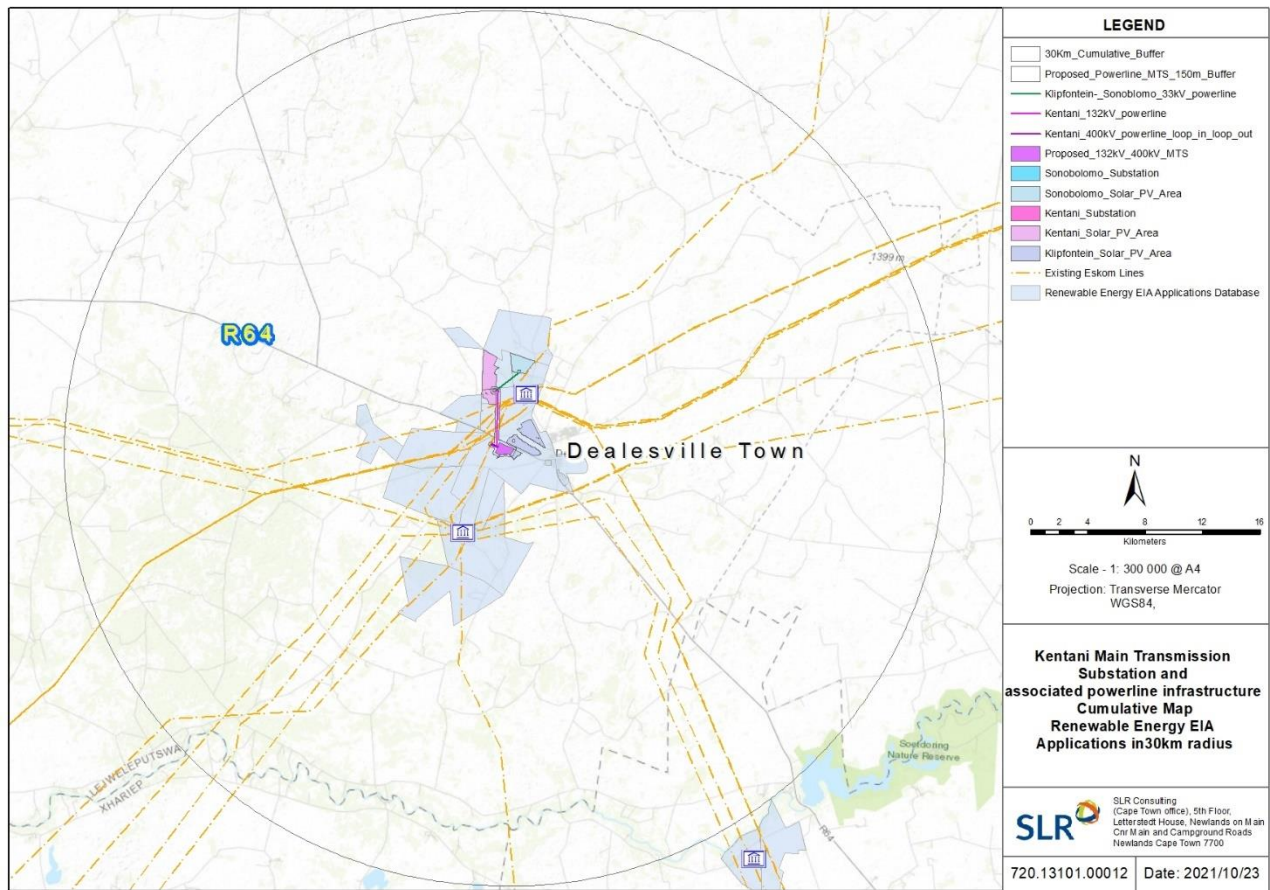 R64
1399 m
Dealesville Town
LEJWELEPUTSWA
XHARIEP
Soetdoring
Nature Reserve
R64
LEGEND
30Km_Cumulative_Buffer
Proposed_Powerline_MTS_150m_Buffer
Klipfontein-_Sonoblomo_33kV_powerline
Kentani_132kV_powerline
Kentani_400kV_powerline_loop_in_loop_out
Proposed_132kV_400kV_MTS
Sonobolomo_Substation
Sonobolomo_Solar_PV_Area
Kentani_Substation
Kentani_Solar_PV_Area
Klipfontein_Solar_PV_Area
Existing Eskom Lines
Renewable Energy EIA Applications Database
N
0 2 4 8 12 16
Kilometers
Scale - 1: 300 000 @ A4
Projection: Transverse Mercator
WGS84,
Kentani Main Transmission
Substation and
associated powerline infrastructure
Cumulative Map
Renewable Energy EIA
Applications in30km radius
SLR
SLR Consulting
(Cape Town office), 5th Floor,
Letterstedt House, Newlands on Main
Cnr Main and Campground Roads
Newlands Cape Town 7700
720.13101.00012
Date: 2021/10/23